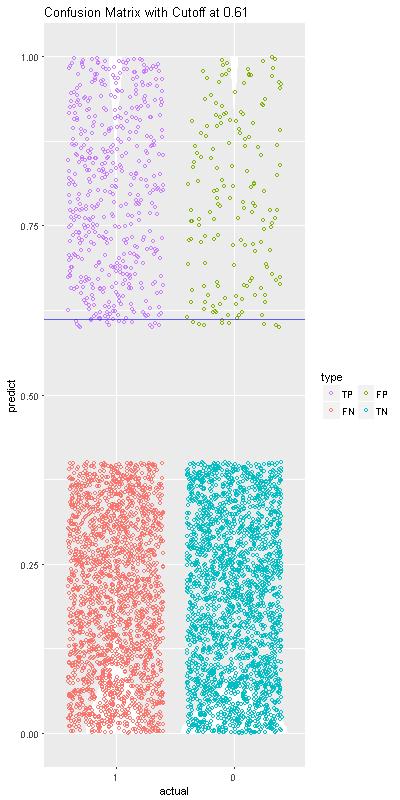 Confusion Matrix with Cutoff at 0.61
1.00
0.75
0.50
0.25
0.00
predict
1 0
actual
type
TP FP
FN TN